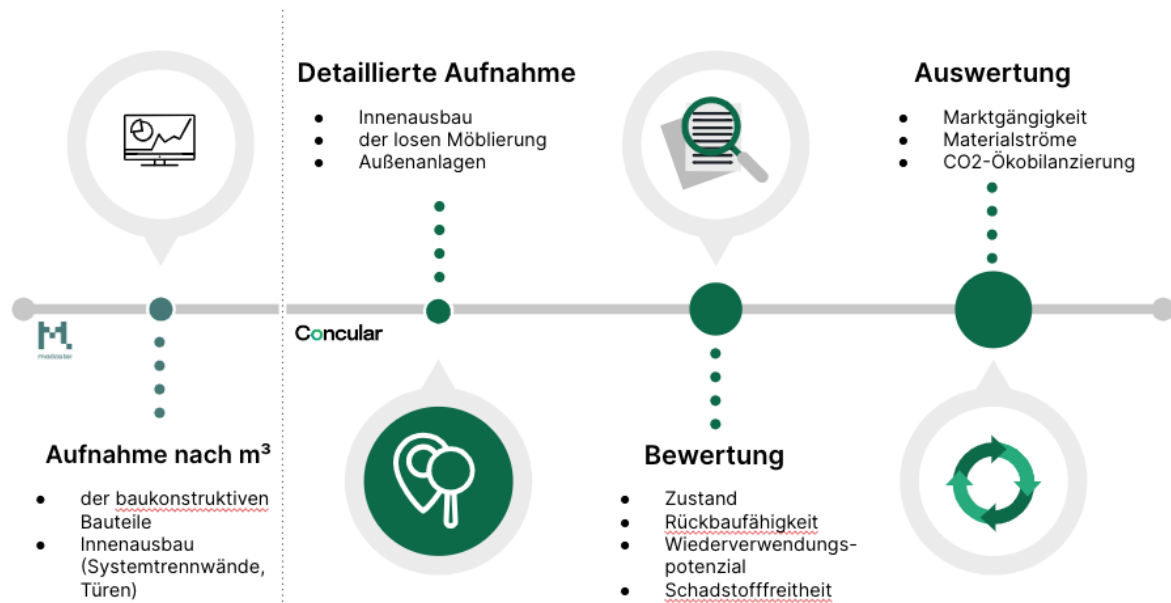 Detaillierte Aufnahme
● Innenausbau
● der losen Möblierung
● Außenanlagen
Auswertung
● Marktgängigkeit
● Materialströme
● CO2-Ökobilanzierung
M.
madaster
Concular
Aufnahme nach m³
● der baukonstruktiven
Bauteile
● Innenausbau
(Systemtrennwände,
Türen)
Bewertung
● Zustand
● Rückbaufähigkeit
● Wiederverwendungs-
potenzial
● Schadstofffreitheit